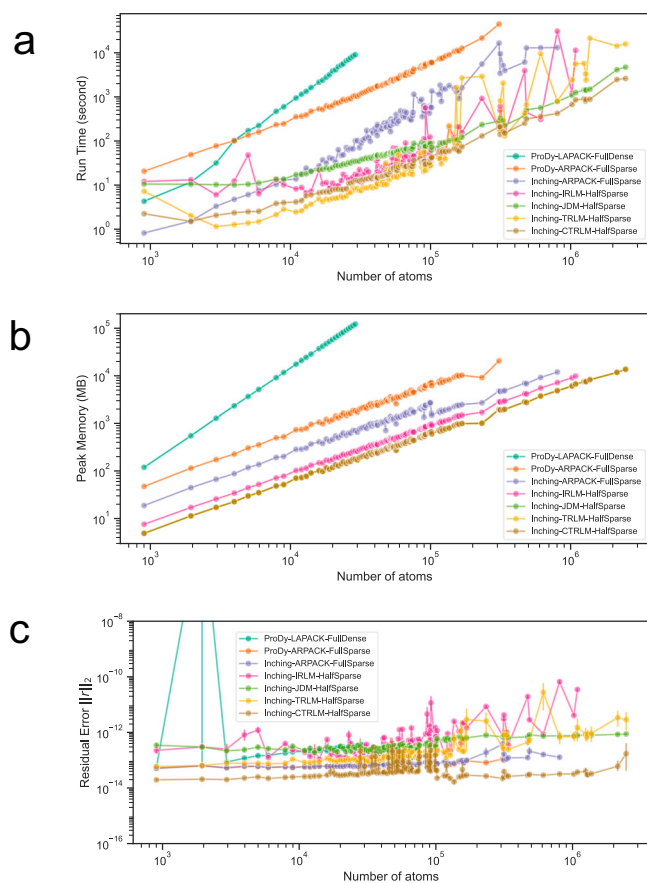 a
10^4
10^3
10^2
10^1
10^0
Run Time (second)
ProDy-LAPACK-FullDense
ProDy-ARPACK-FullSparse
Inching-ARPACK-FullSparse
Inching-IRLM-HalfSparse
Inching-JDM-HalfSparse
Inching-TRLM-HalfSparse
Inching-CTRLM-HalfSparse
10^3
10^4
10^5
10^6
Number of atoms
b
10^5
10^4
10^3
10^2
10^1
Peak Memory (MB)
ProDy-LAPACK-FullDense
ProDy-ARPACK-FullSparse
Inching-ARPACK-FullSparse
Inching-IRLM-HalfSparse
Inching-JDM-HalfSparse
Inching-TRLM-HalfSparse
Inching-CTRLM-HalfSparse
10^3
10^4
10^5
10^6
Number of atoms
c
10^-8
10^-10
10^-12
10^-14
10^-16
Residual Error ||r||_2
ProDy-LAPACK-FullDense
ProDy-ARPACK-FullSparse
Inching-ARPACK-FullSparse
Inching-IRLM-HalfSparse
Inching-JDM-HalfSparse
Inching-TRLM-HalfSparse
Inching-CTRLM-HalfSparse
10^3
10^4
10^5
10^6
Number of atoms